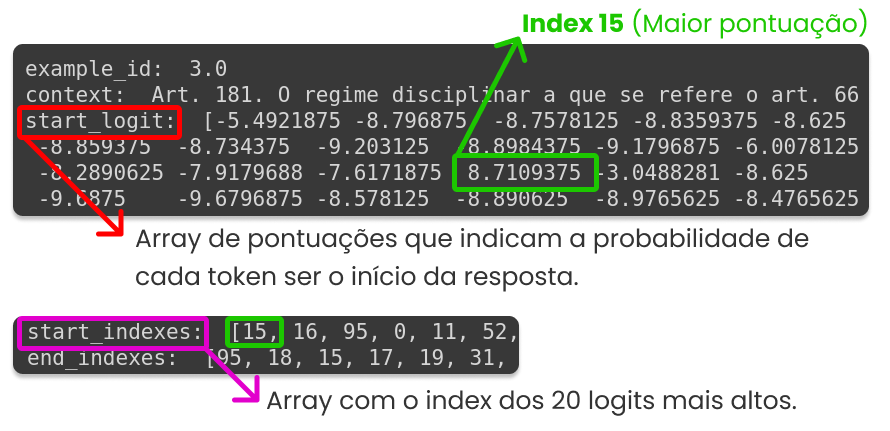 Index 15 (Maior pontuação)
example_id:  3.0
context:  Art. 181. O regime disciplinar a que se refere o art. 66
start_logit:  [-5.4921875 -8.796875  -8.7578125 -8.8359375 -8.625
-8.859375  -8.734375  -9.203125  -8.8984375 -9.1796875 -6.0078125
-8.2890625 -7.9179688 -7.6171875  8.7109375 -3.0488281 -8.625
-9.6875    -9.6796875 -8.578125  -8.890625  -8.9765625 -8.4765625
Array de pontuações que indicam a probabilidade de
cada token ser o início da resposta.
start_indexes:  [15, 16, 95, 0, 11, 52,
end_indexes:  [95, 18, 15, 17, 19, 31,
Array com o index dos 20 logits mais altos.